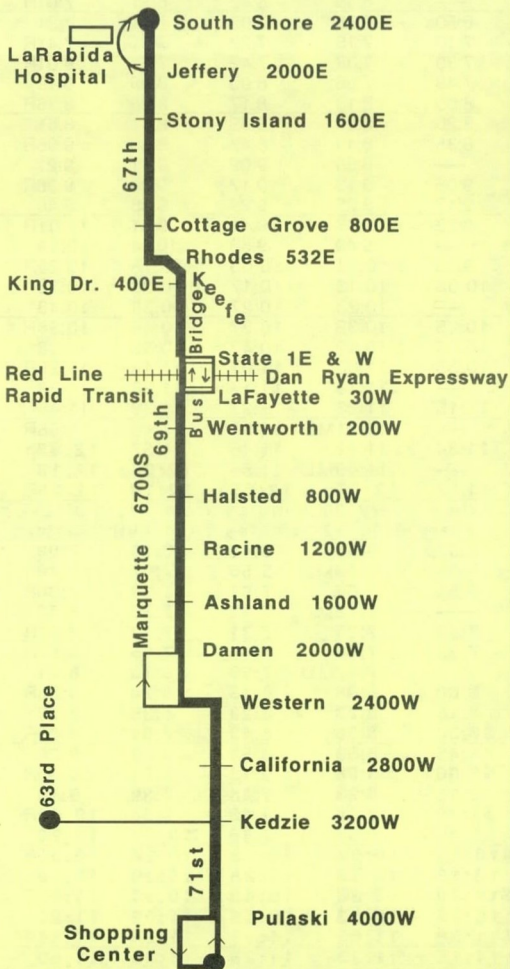 South Shore 2400E
LaRabida
Hospital
Jeffery 2000E
Stony Island 1600E
67th
Cottage Grove 800E
Rhodes 532E
King Dr. 400E
Keefe
Bus Bridge
State 1E & W
Red Line
Rapid Transit
Dan Ryan Expressway
LaFayette 30W
69th
Wentworth 200W
Marquette 6700S
Halsted 800W
Racine 1200W
Ashland 1600W
Damen 2000W
Western 2400W
63rd Place
California 2800W
Kedzie 3200W
71st
Pulaski 4000W
Shopping
Center